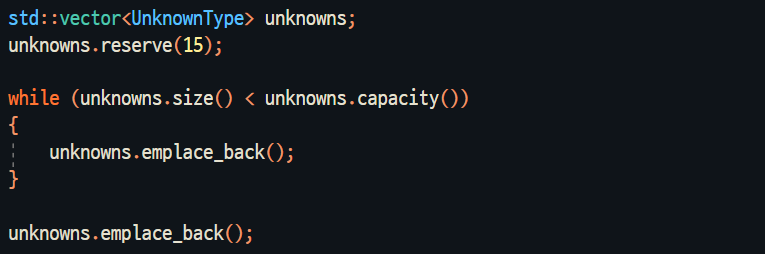 std::vector<UnknownType> unknowns;
unknowns.reserve(15);
while (unknowns.size() < unknowns.capacity())
{
unknowns.emplace_back();
}
unknowns.emplace_back();